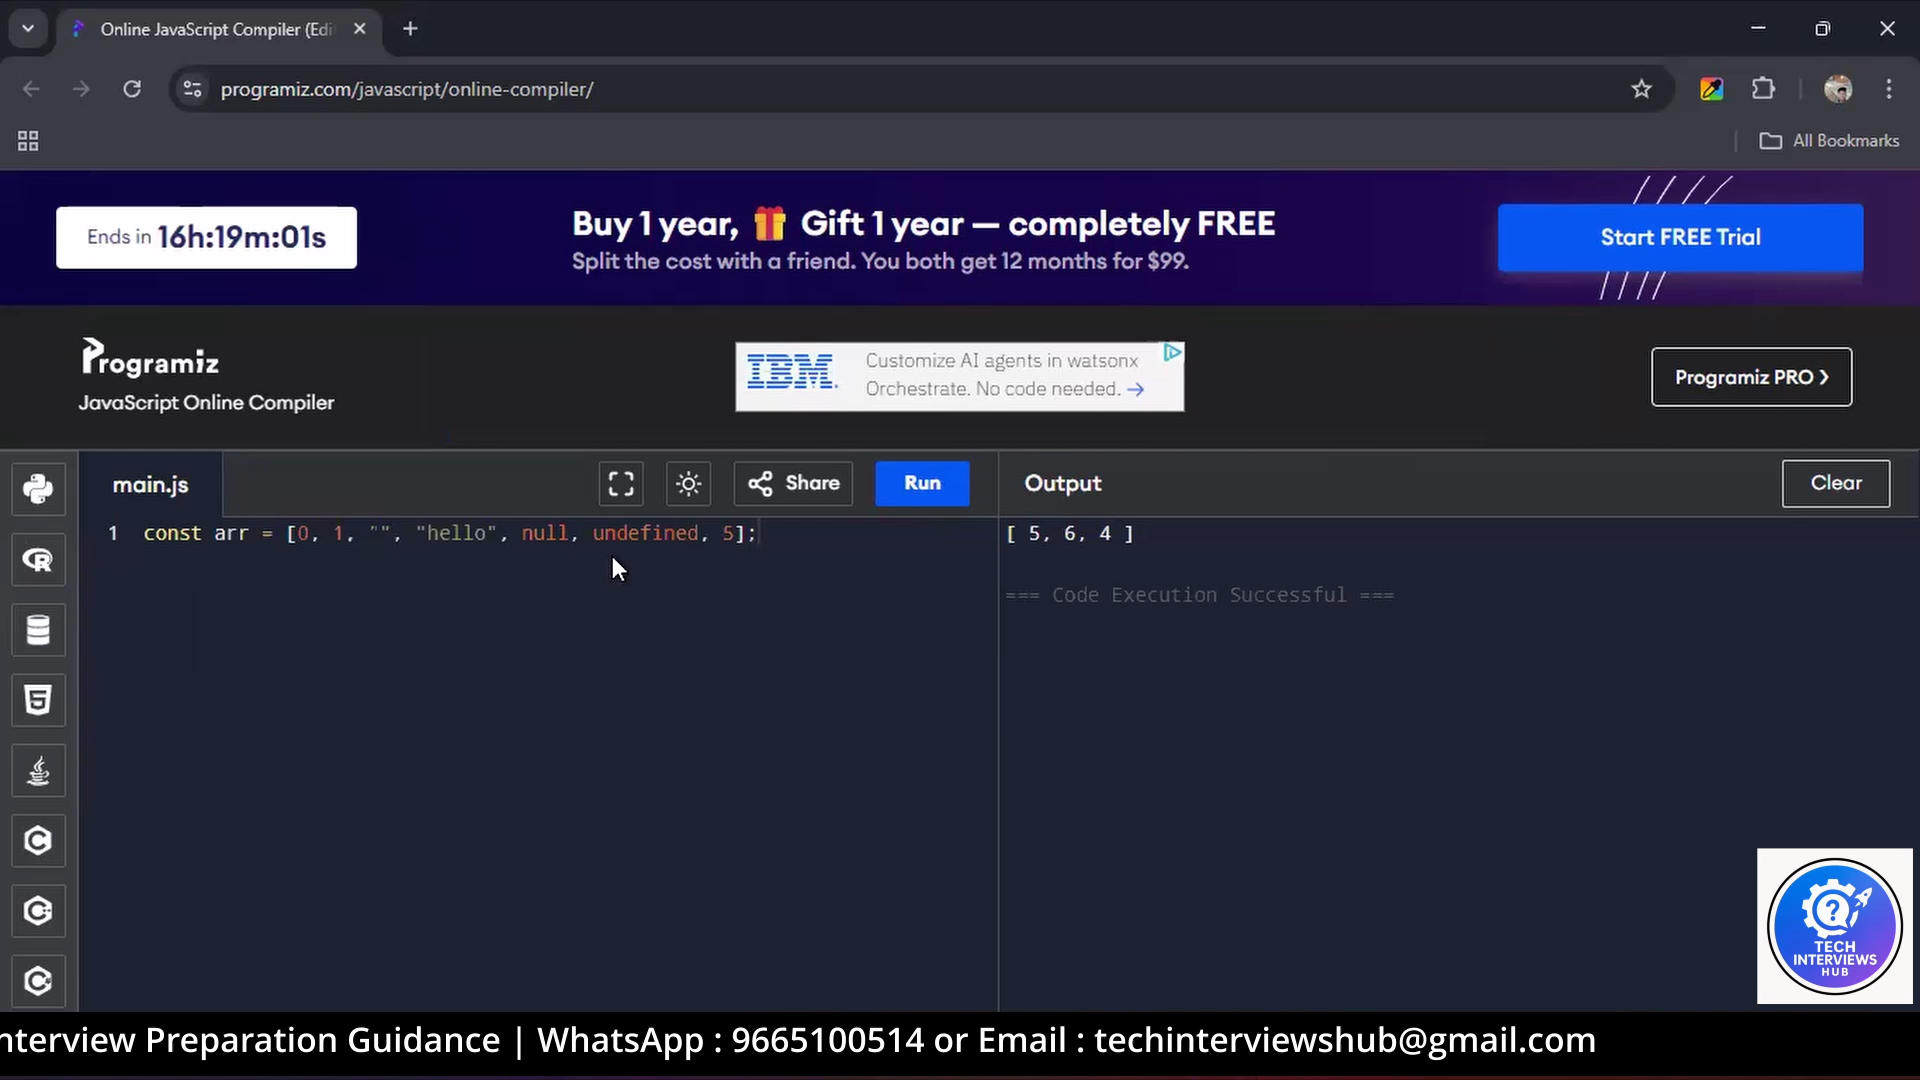 Online JavaScript Compiler (Edi
programiz.com/javascript/online-compiler/
All Bookmarks
Ends in 16h:19m:01s
Buy 1 year, 🎁 Gift 1 year — completely FREE
Split the cost with a friend. You both get 12 months for $99.
Start FREE Trial
Programiz
JavaScript Online Compiler
IBM.
Customize AI agents in watsonx
Orchestrate. No code needed. →
Programiz PRO ❯
main.js
Share
Run
Output
Clear
1 const arr = [0, 1, "", "hello", null, undefined, 5];
[ 5, 6, 4 ]
=== Code Execution Successful ===
TECH
INTERVIEWS
HUB
nterview Preparation Guidance | WhatsApp : 9665100514 or Email : techinterviewshub@gmail.com